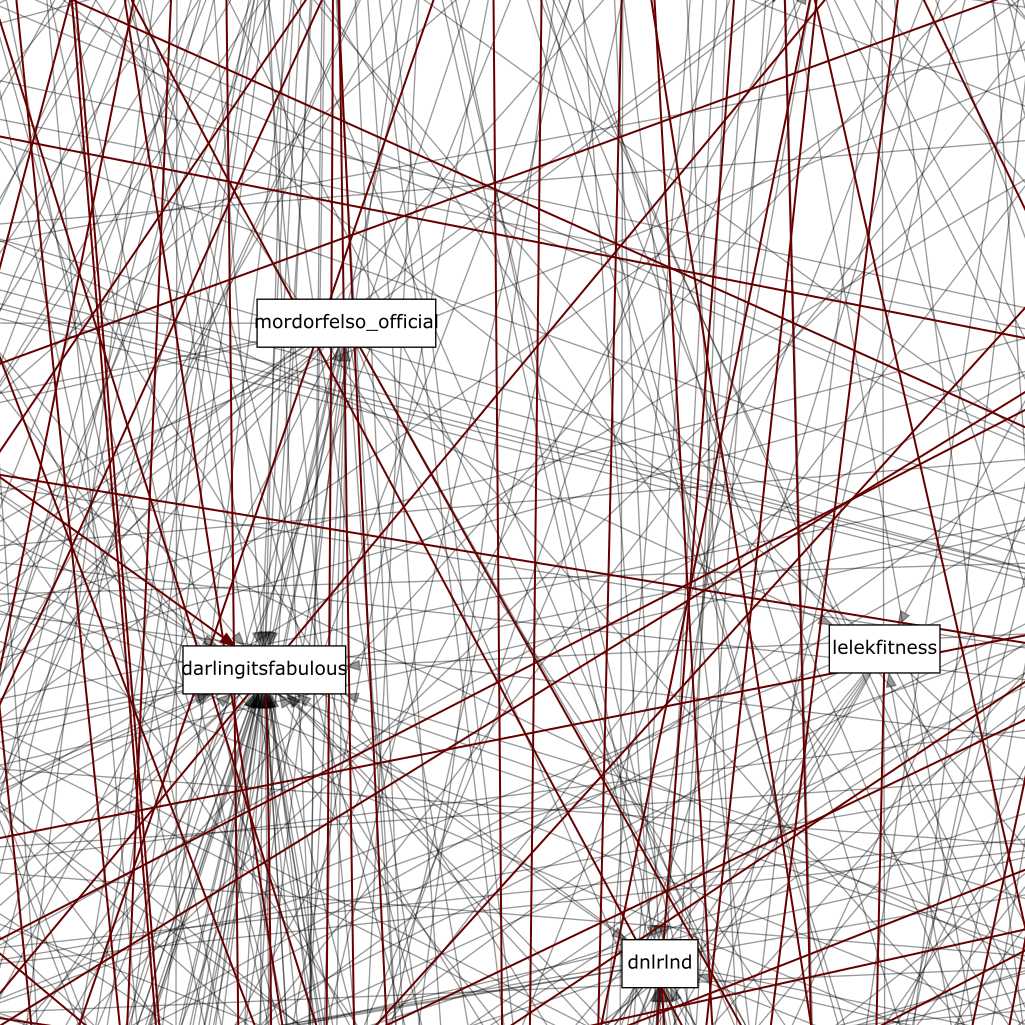 mordorfelso_official
darlingitsfabulous
lelekfitness
dnlrlnd